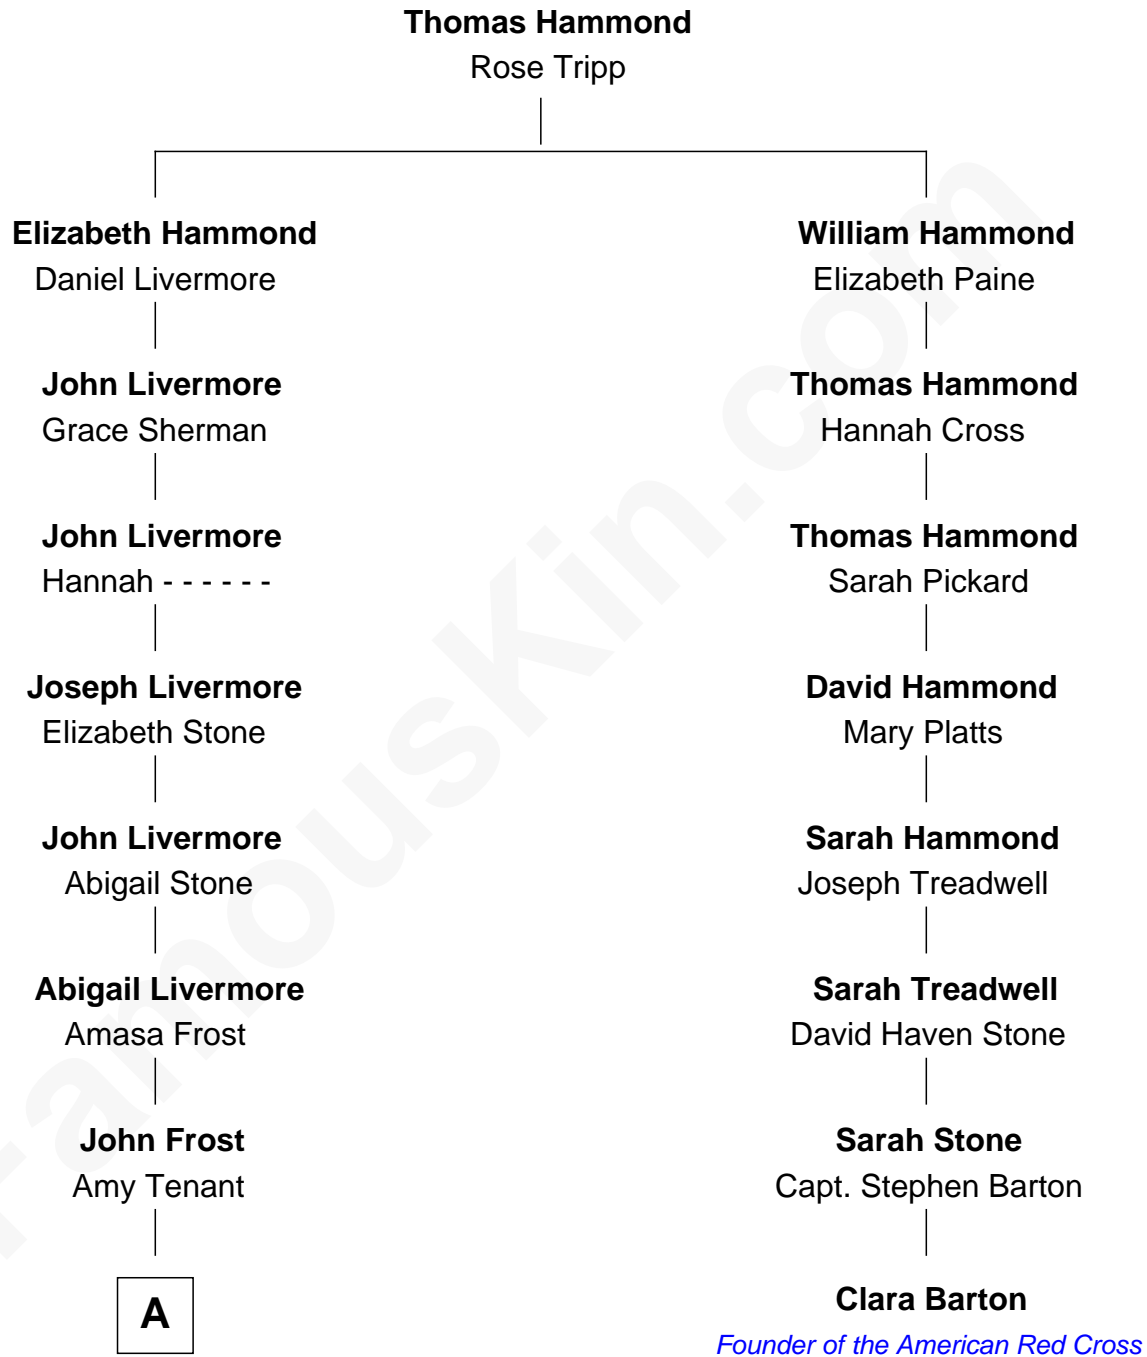 Thomas Hammond
Rose Tripp
Elizabeth Hammond
Daniel Livermore
William Hammond
Elizabeth Paine
John Livermore
Grace Sherman
Thomas Hammond
Hannah Cross
John Livermore
Hannah - - - - - -
Thomas Hammond
Sarah Pickard
Joseph Livermore
Elizabeth Stone
David Hammond
Mary Platts
John Livermore
Abigail Stone
Sarah Hammond
Joseph Treadwell
Abigail Livermore
Amasa Frost
Sarah Treadwell
David Haven Stone
John Frost
Amy Tenant
Sarah Stone
Capt. Stephen Barton
A
Clara Barton
Founder of the American Red Cross
FamousKin.com